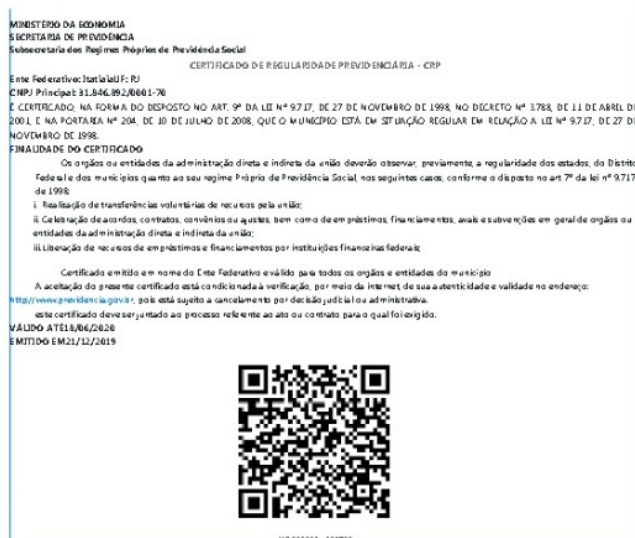 MINISTÉRIO DA ECONOMIA
SECRETARIA DE PREVIDÊNCIA
Subsecretaria dos Regimes Próprios de Previdência Social
CERTIFICADO DE REGULARIDADE PREVIDENCIÁRIA - CRP
Ente Federativo: Itatiaia UF: RJ
CNPJ Principal: 31.846.892/0001-70
É CERTIFICADO, NA FORMA DO DISPOSTO NO ART. 9º DA LEI Nº 9.717, DE 27 DE NOVEMBRO DE 1998, NO DECRETO Nº 3.788, DE 11 DE ABRIL DE
2001, E NA PORTARIA Nº 204, DE 10 DE JULHO DE 2008, QUE O MUNICÍPIO ESTÁ EM SITUAÇÃO REGULAR EM RELAÇÃO A LEI Nº 9.717, DE 27 DE
NOVEMBRO DE 1998.
FINALIDADE DO CERTIFICADO
Os orgãos ou entidades da administração direta e indireta da união deverão observar, previamente, a regularidade dos estados, do Distrito
Federal e dos municipios quanto ao seu regime Próprio de Previdência Social, nos seguintes casos, conforme o disposto no art 7º da lei nº 9.717
de 1998:
i. Realização de transferências voluntárias de recursos pela união;
ii. Celebração de acordos, contratos, convênios ou ajustes, bem como de empréstimos, financiamentos, avais e subvenções em geral de orgãos ou
entidades da administração direta e indireta da união;
iii. Liberação de recursos de empréstimos e financiamentos por instituições financeiras federais;
Certificado emitido em nome do Ente Federativo e válido para todos os orgãos e entidades do município
A aceitação do presente certificado está condicionada à verificação, por meio da internet, de sua autenticidade e validade no endereço:
http://www.previdencia.gov.br, pois está sujeito a cancelamento por decisão judicial ou administrativa.
este certificado deve ser juntado ao processo referente ao ato ou contrato para o qual foi exigido.
VÁLIDO ATÉ 18/06/2020
EMITIDO EM 21/12/2019